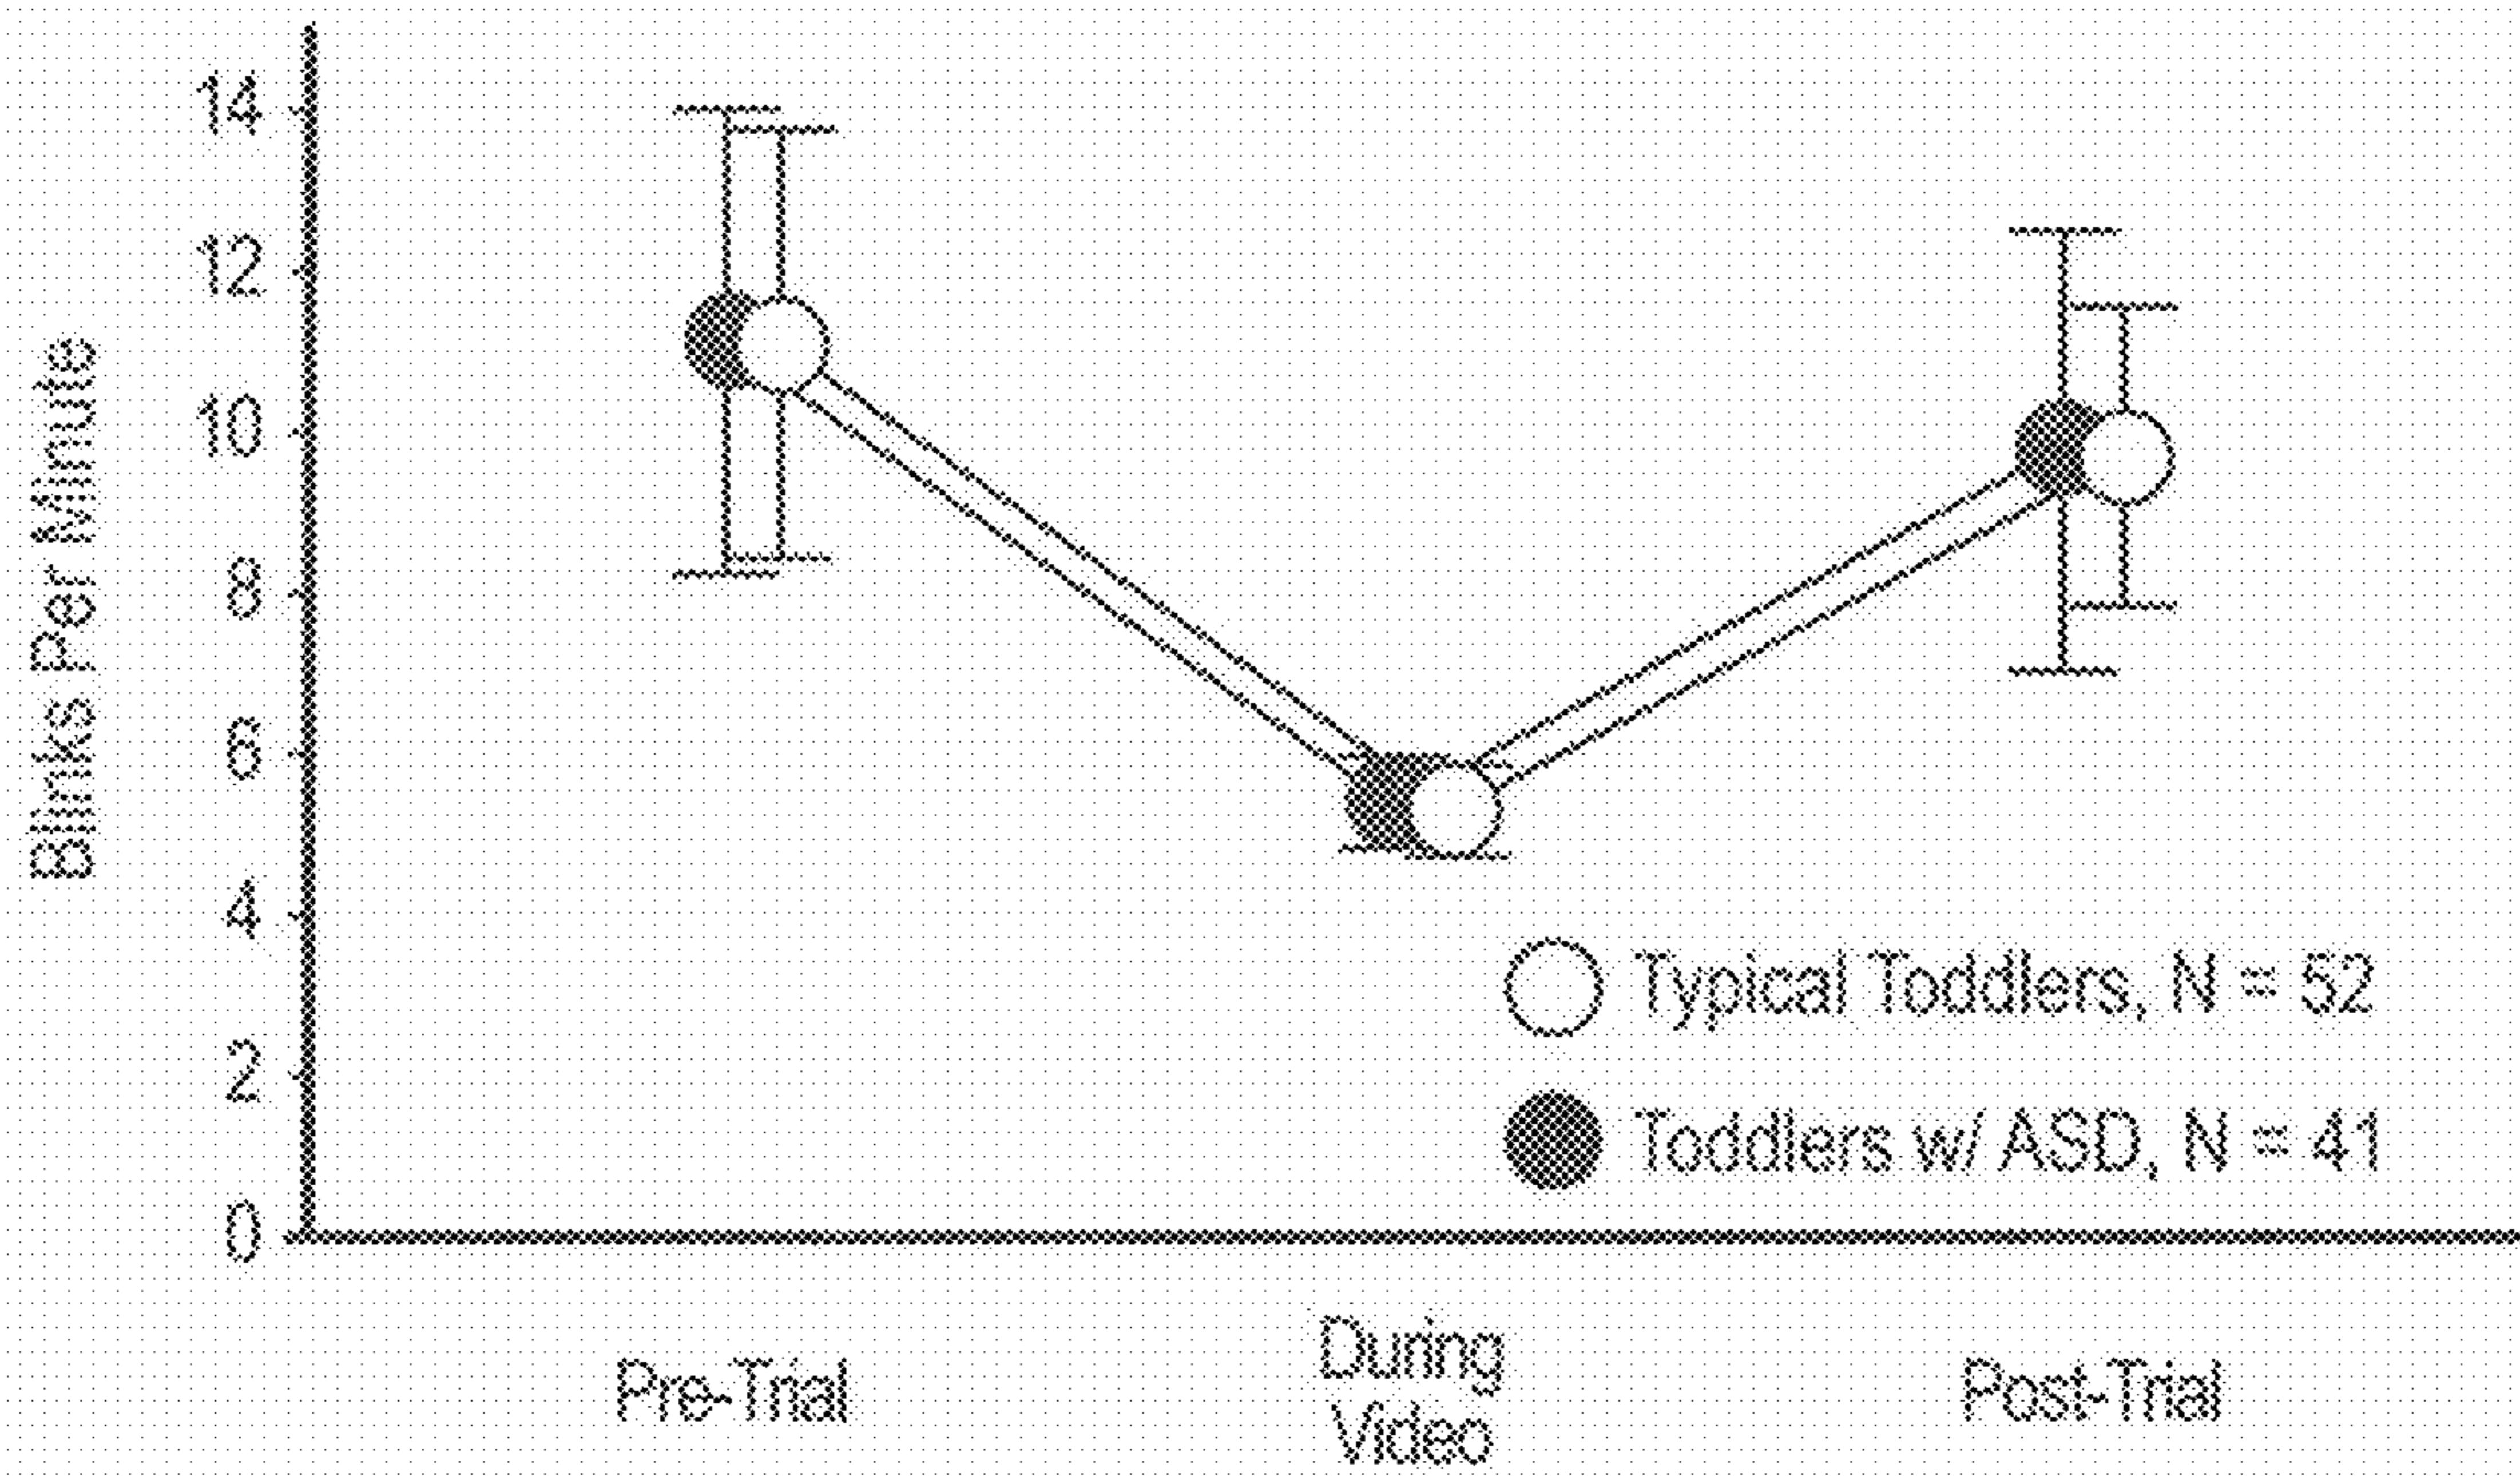 Blinks Per Minute
14
12
10
8
6
4
2
0
Typical Toddlers, N = 52
Toddlers w/ ASD, N = 41
Pre-Trial
During
Video
Post-Trial